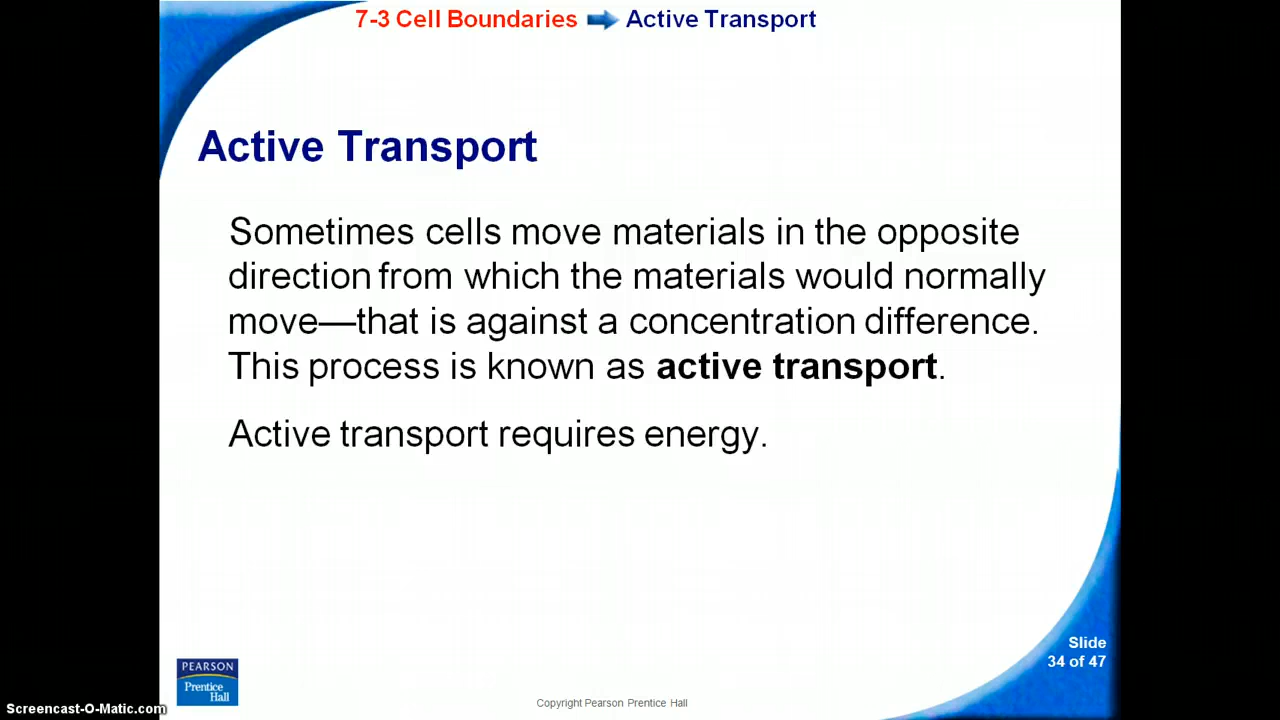 7-3 Cell Boundaries Active Transport
Active Transport
Sometimes cells move materials in the opposite
direction from which the materials would normally
move—that is against a concentration difference.
This process is known as active transport.
Active transport requires energy.
Slide
34 of 47
PEARSON
Prentice
Hall
Copyright Pearson Prentice Hall
Screencast-O-Matic.com